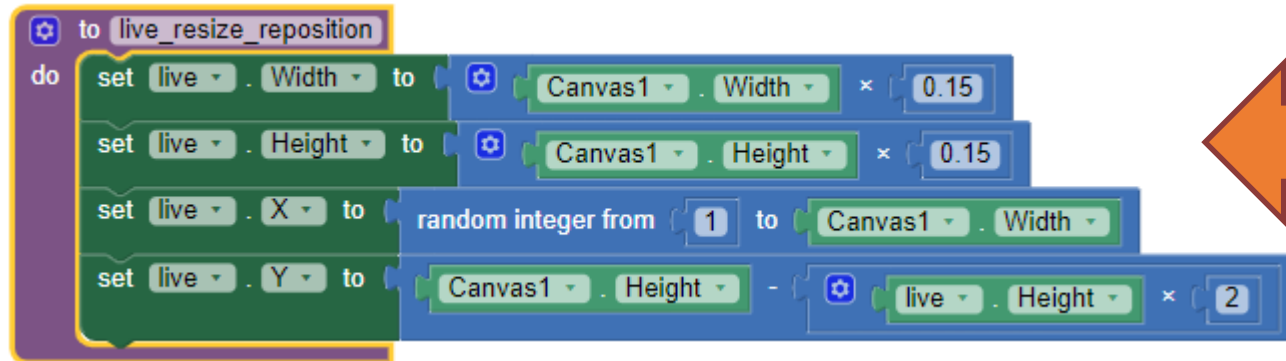 to live_resize_reposition
do set live . Width to Canvas1 . Width × 0.15
set live . Height to Canvas1 . Height × 0.15
set live . X to random integer from 1 to Canvas1 . Width
set live . Y to Canvas1 . Height - live . Height × 2